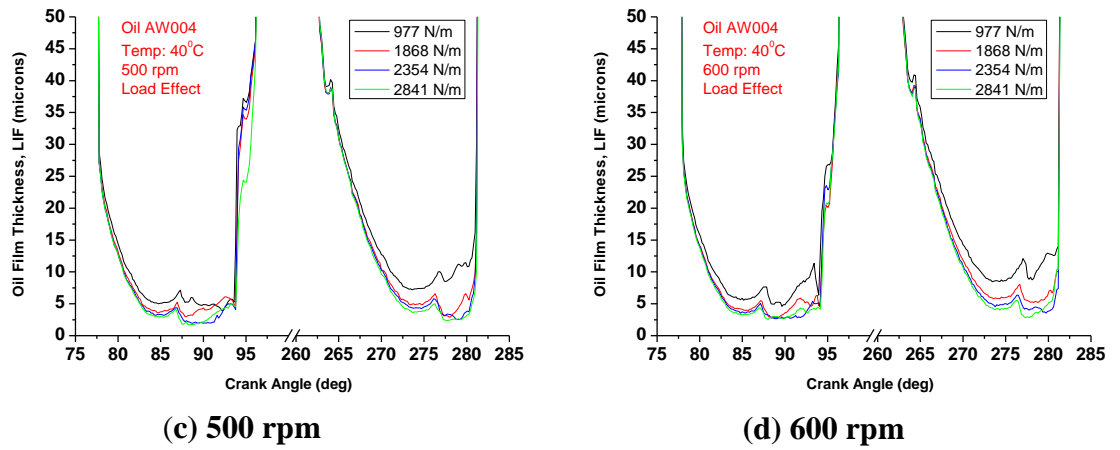 Oil Film Thickness, LIF (microns)
50
45
40
35
30
25
20
15
10
5
0
Oil AW004
Temp: 40⁰C
500 rpm
Load Effect
977 N/m
1868 N/m
2354 N/m
2841 N/m
75 80 85 90 95 260 265 270 275 280 285
Crank Angle (deg)
(c) 500 rpm
Oil Film Thickness, LIF (microns)
50
45
40
35
30
25
20
15
10
5
0
Oil AW004
Temp: 40⁰C
600 rpm
Load Effect
977 N/m
1868 N/m
2354 N/m
2841 N/m
75 80 85 90 95 260 265 270 275 280 285
Crank Angle (deg)
(d) 600 rpm